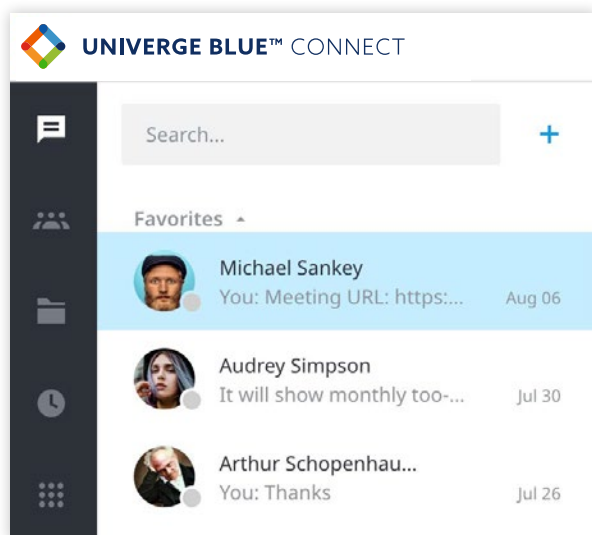 UNIVERGE BLUE™ CONNECT
Search...
Favorites
Michael Sankey
You: Meeting URL: https:... Aug 06
Audrey Simpson
It will show monthly too-... Jul 30
Arthur Schopenhau...
You: Thanks Jul 26